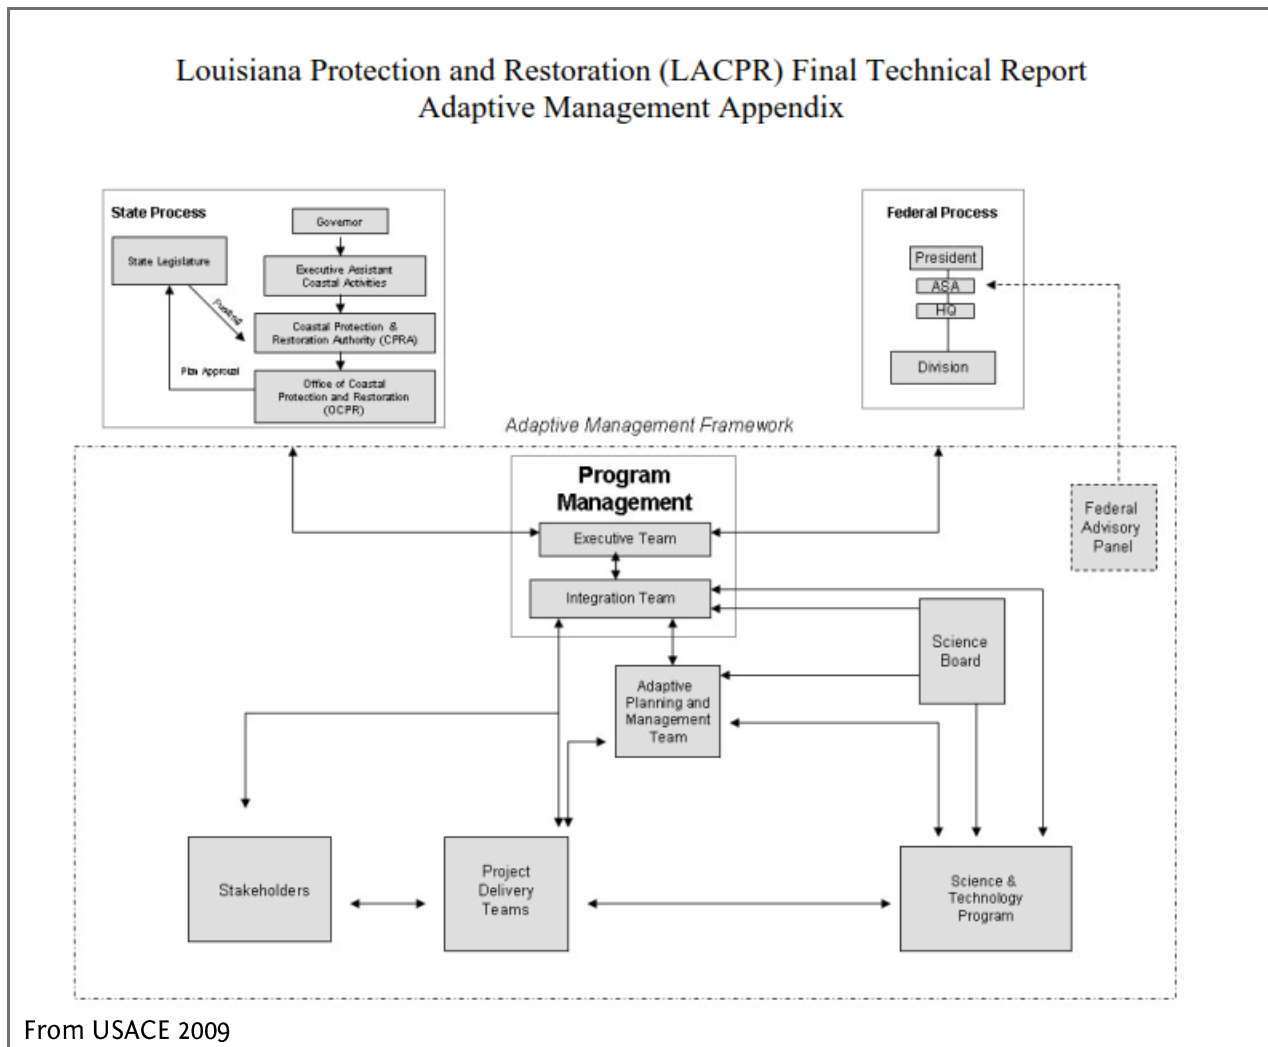 Louisiana Protection and Restoration (LACPR) Final Technical Report
Adaptive Management Appendix
State Process
Governor
State Legislature
Executive Assistant
Coastal Activities
Funding
Coastal Protection &
Restoration Authority (CPRA)
Plan Approval
Office of Coastal
Protection and Restoration
(OCPR)
Federal Process
President
ASA
HQ
Division
Adaptive Management Framework
Program
Management
Executive Team
Integration Team
Federal
Advisory
Panel
Science
Board
Adaptive
Planning and
Management
Team
Stakeholders
Project
Delivery
Teams
Science &
Technology
Program
From USACE 2009